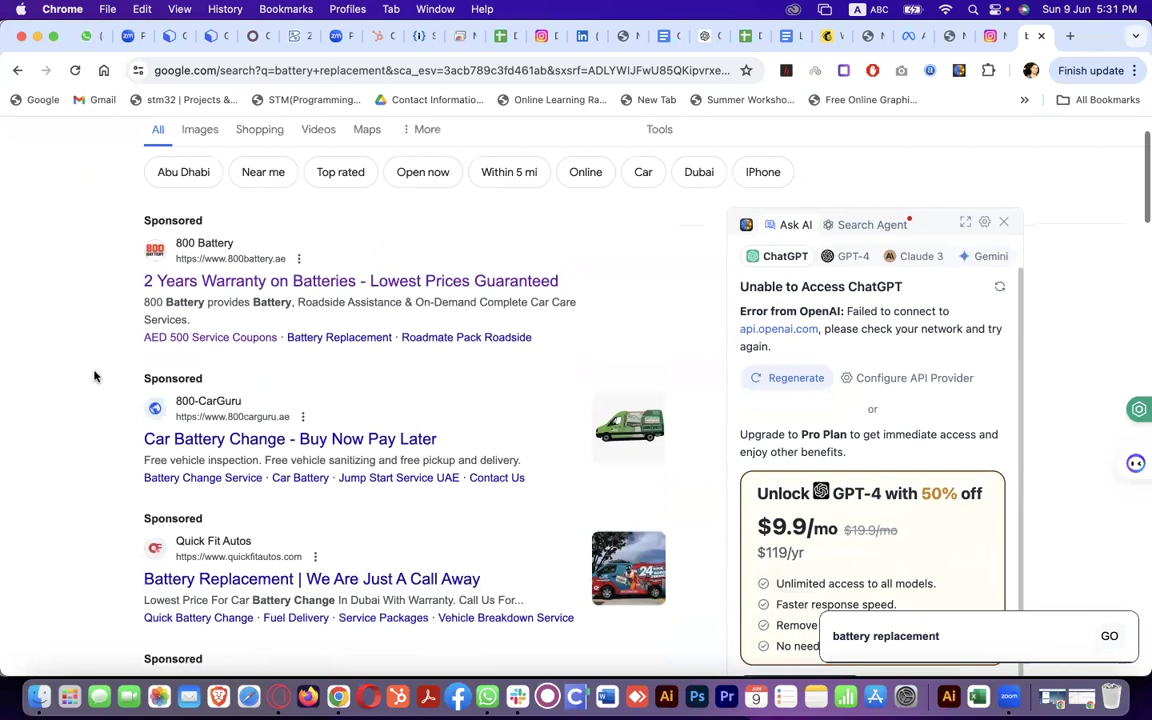 Chrome File Edit View History Bookmarks Profiles Tab Window Help
A ABC Sun 9 Jun 5:31 PM
google.com/search?q=battery+replacement&sca_esv=3acb789c3fd461ab&sxsrf=ADLYWIJFwU85QKipvrxe...
Finish update
Google Gmail stm32 | Projects &... STM(Programming... Contact Informatio... Online Learning Ra... New Tab Summer Worksho... Free Online Graphi... » All Bookmarks
All Images Shopping Videos Maps More Tools
Abu Dhabi Near me Top rated Open now Within 5 mi Online Car Dubai IPhone
Sponsored
800 Battery
https://www.800battery.ae
2 Years Warranty on Batteries - Lowest Prices Guaranteed
800 Battery provides Battery, Roadside Assistance & On-Demand Complete Car Care
Services.
AED 500 Service Coupons · Battery Replacement · Roadmate Pack Roadside
Sponsored
800-CarGuru
https://www.800carguru.ae
Car Battery Change - Buy Now Pay Later
Free vehicle inspection. Free vehicle sanitizing and free pickup and delivery.
Battery Change Service · Car Battery · Jump Start Service UAE · Contact Us
Sponsored
Quick Fit Autos
https://www.quickfitautos.com
Battery Replacement | We Are Just A Call Away
Lowest Price For Car Battery Change In Dubai With Warranty. Call Us For...
Quick Battery Change · Fuel Delivery · Service Packages · Vehicle Breakdown Service
Sponsored
Ask AI Search Agent
ChatGPT GPT-4 Claude 3 Gemini
Unable to Access ChatGPT
Error from OpenAI: Failed to connect to
api.openai.com, please check your network and try
again.
Regenerate Configure API Provider
or
Upgrade to Pro Plan to get immediate access and
enjoy other benefits.
Unlock GPT-4 with 50% off
$9.9/mo $19.9/mo
$119/yr
Unlimited access to all models.
Faster response speed.
Remove
No need
battery replacement GO